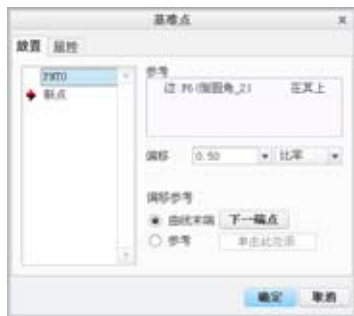 基准点
放置 属性
PNT0
新点
参考
边:F6(倒圆角_2) 在其上
偏移 0.50 比率
偏移参考
曲线末端 下一端点
参考 单击此处添
确定 取消